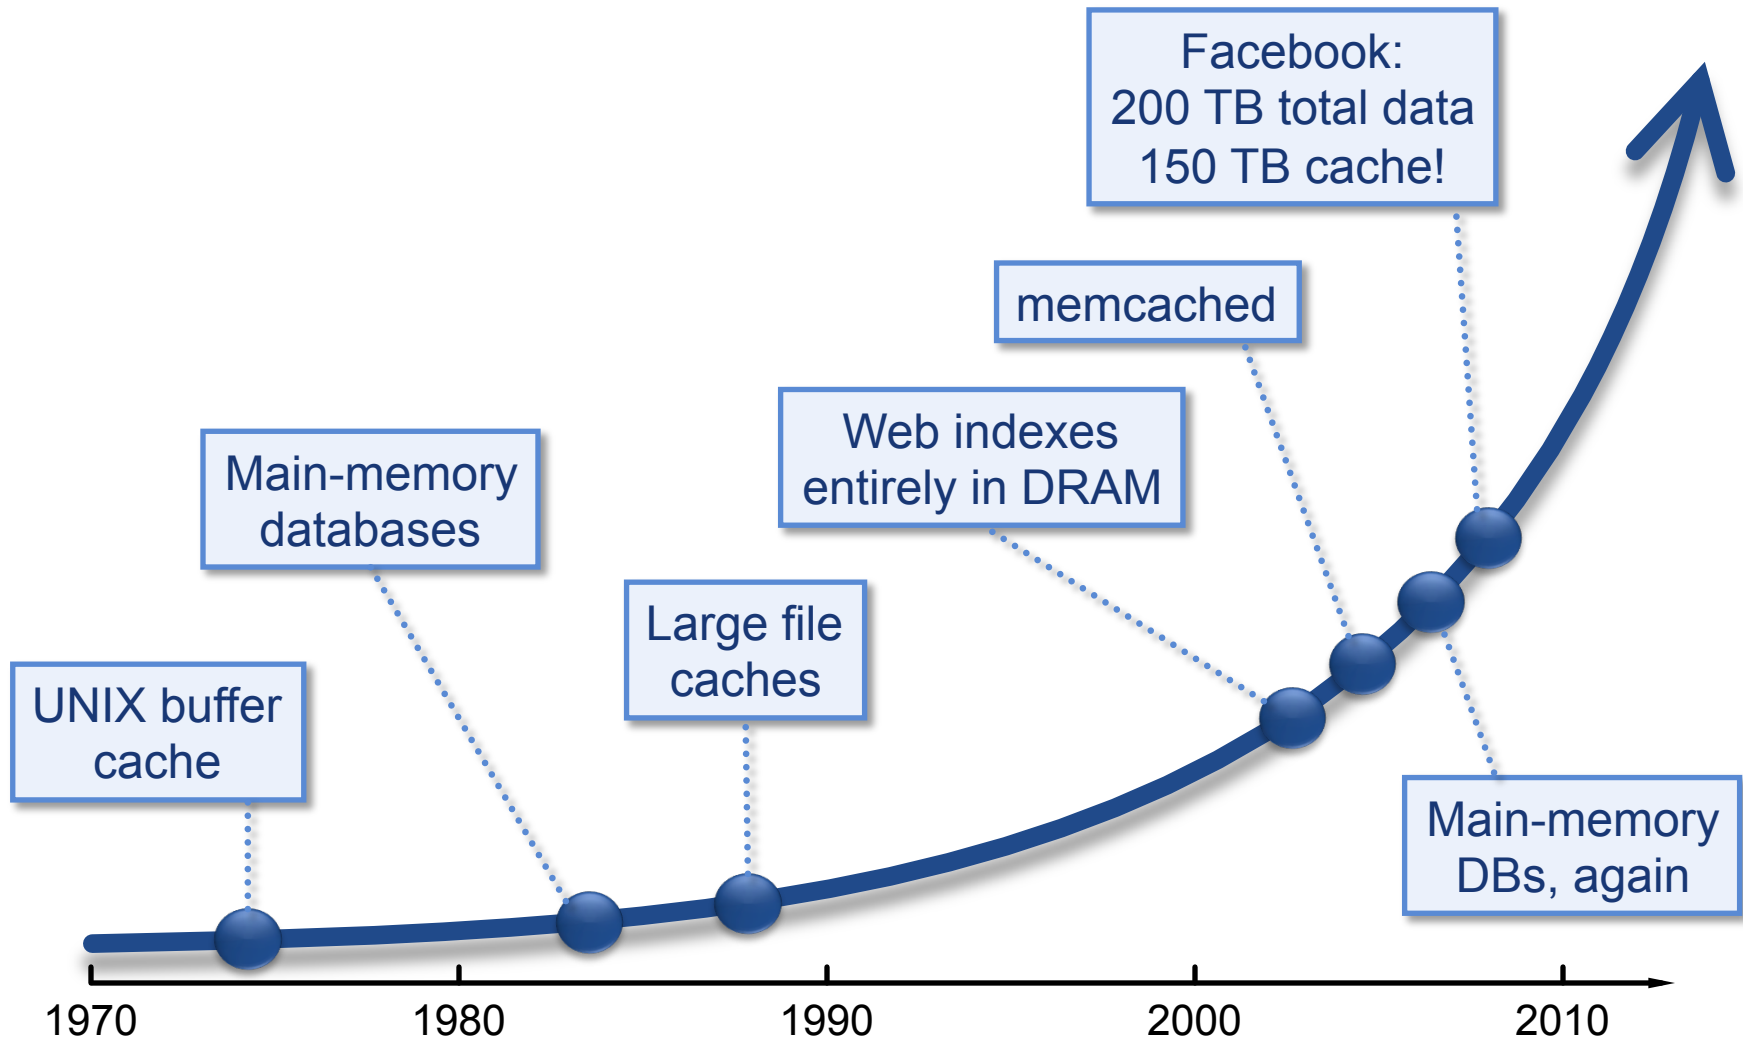 Facebook:
200 TB total data
150 TB cache!
memcached
Web indexes
entirely in DRAM
Main-memory
databases
Large file
caches
UNIX buffer
cache
Main-memory
DBs, again
1970
1980
1990
2000
2010